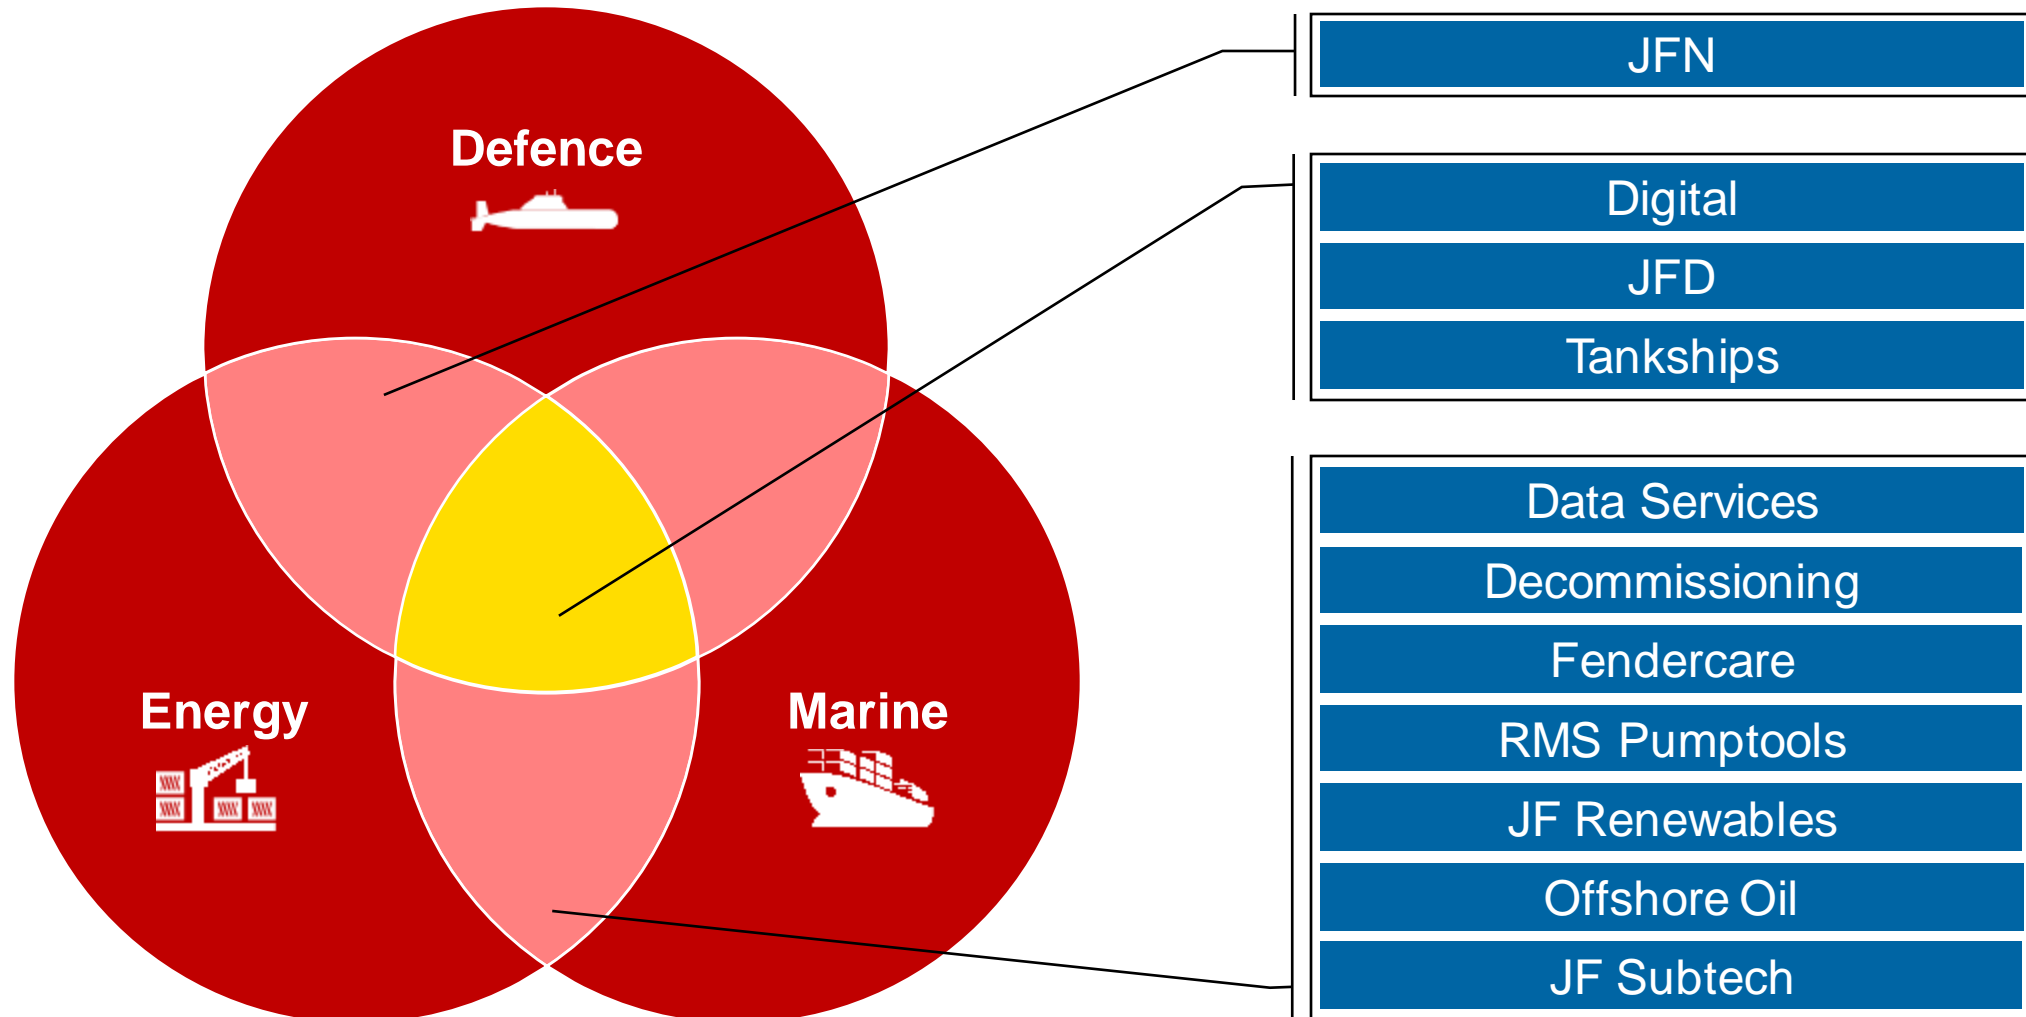 Defence
Energy
Marine
JFN
Digital
JFD
Tankships
Data Services
Decommissioning
Fendercare
RMS Pumptools
JF Renewables
Offshore Oil
JF Subtech